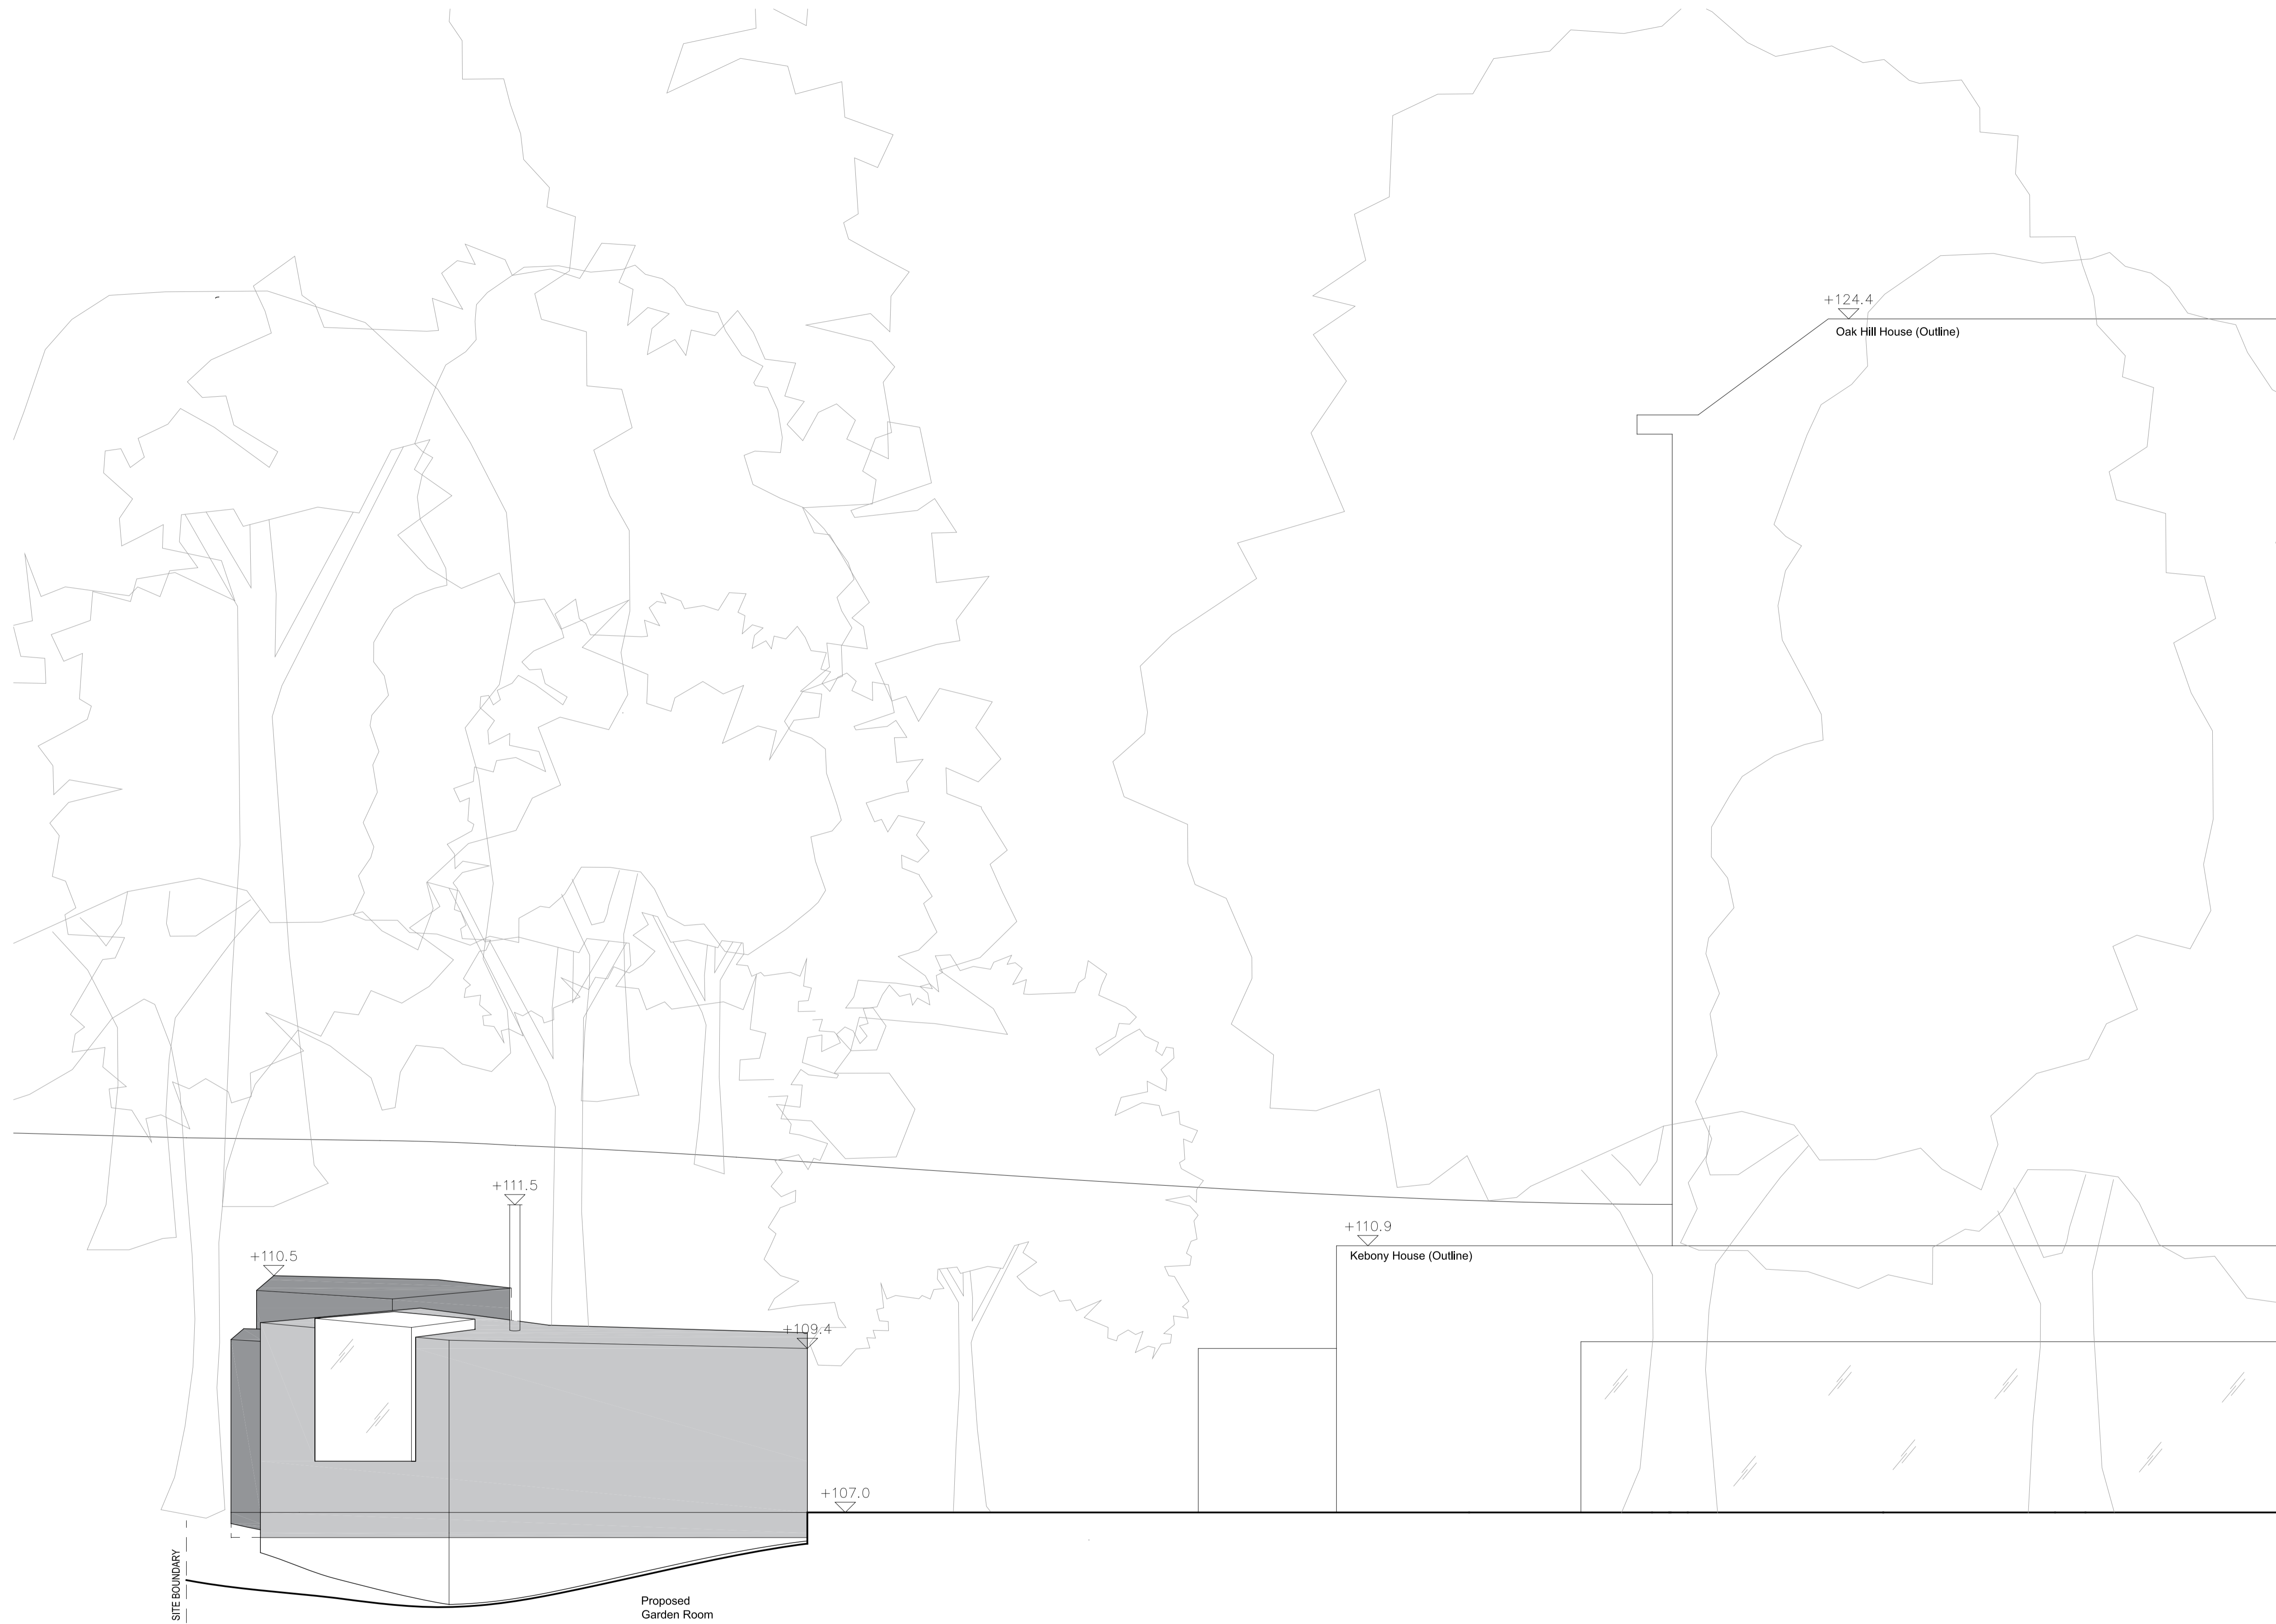 +124.4
Oak Hill House (Outline)
+111.5
+110.9
Kebony House (Outline)
+110.5
+109.4
+107.0
SITE BOUNDARY
Proposed
Garden Room